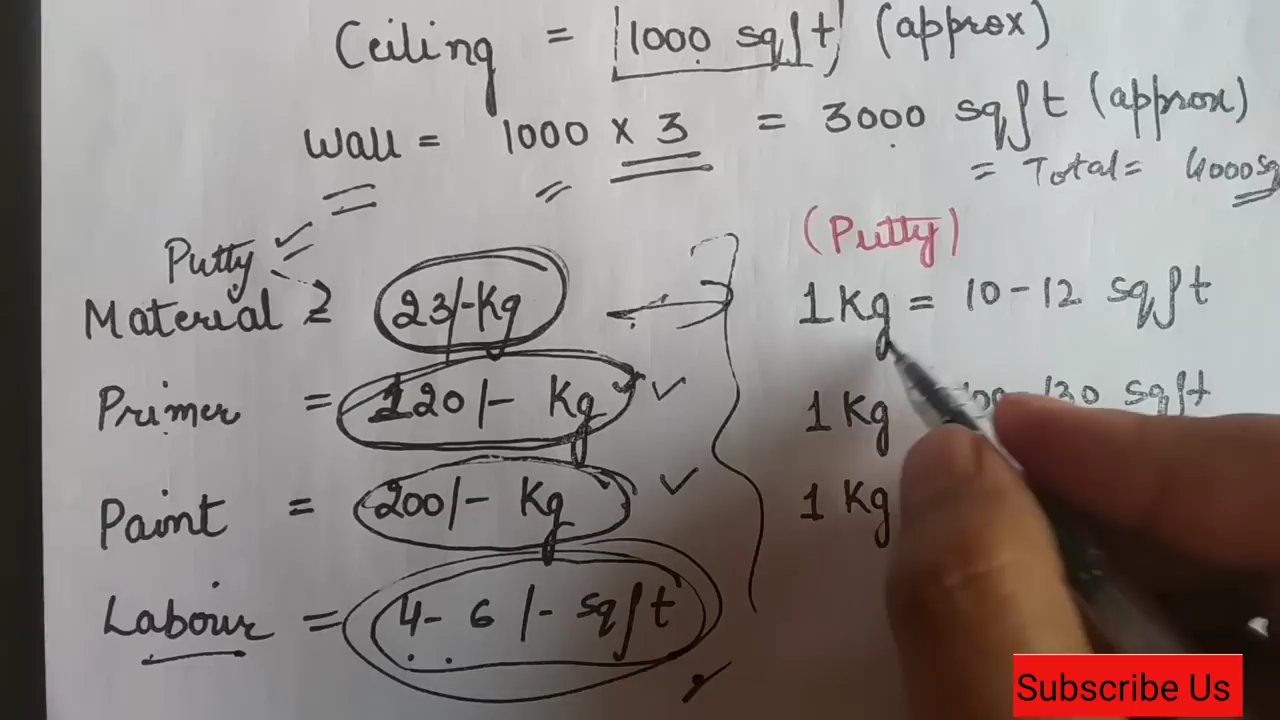 Ceiling = 1000 sqft (approx)
Wall = 1000 x 3 = 3000 sqft (approx)
= Total = 4000sq
Putty (Putty)
Material 23/-Kg 1 Kg = 10-12 sqft
Primer = 120/- Kg 1 Kg 130 sqft
Paint = 200/- Kg 1 Kg
Labour = 4-6/- sqft
Subscribe Us